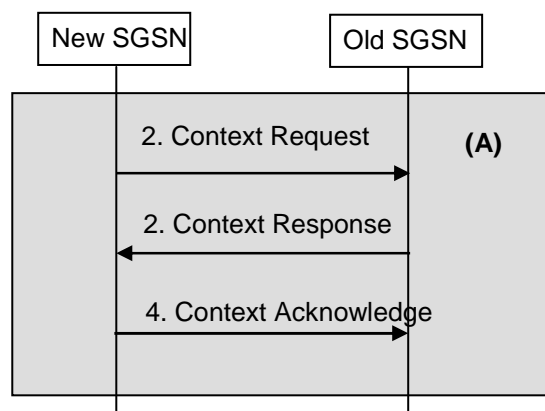 New SGSN
Old SGSN
2. Context Request
(A)
2. Context Response
4. Context Acknowledge